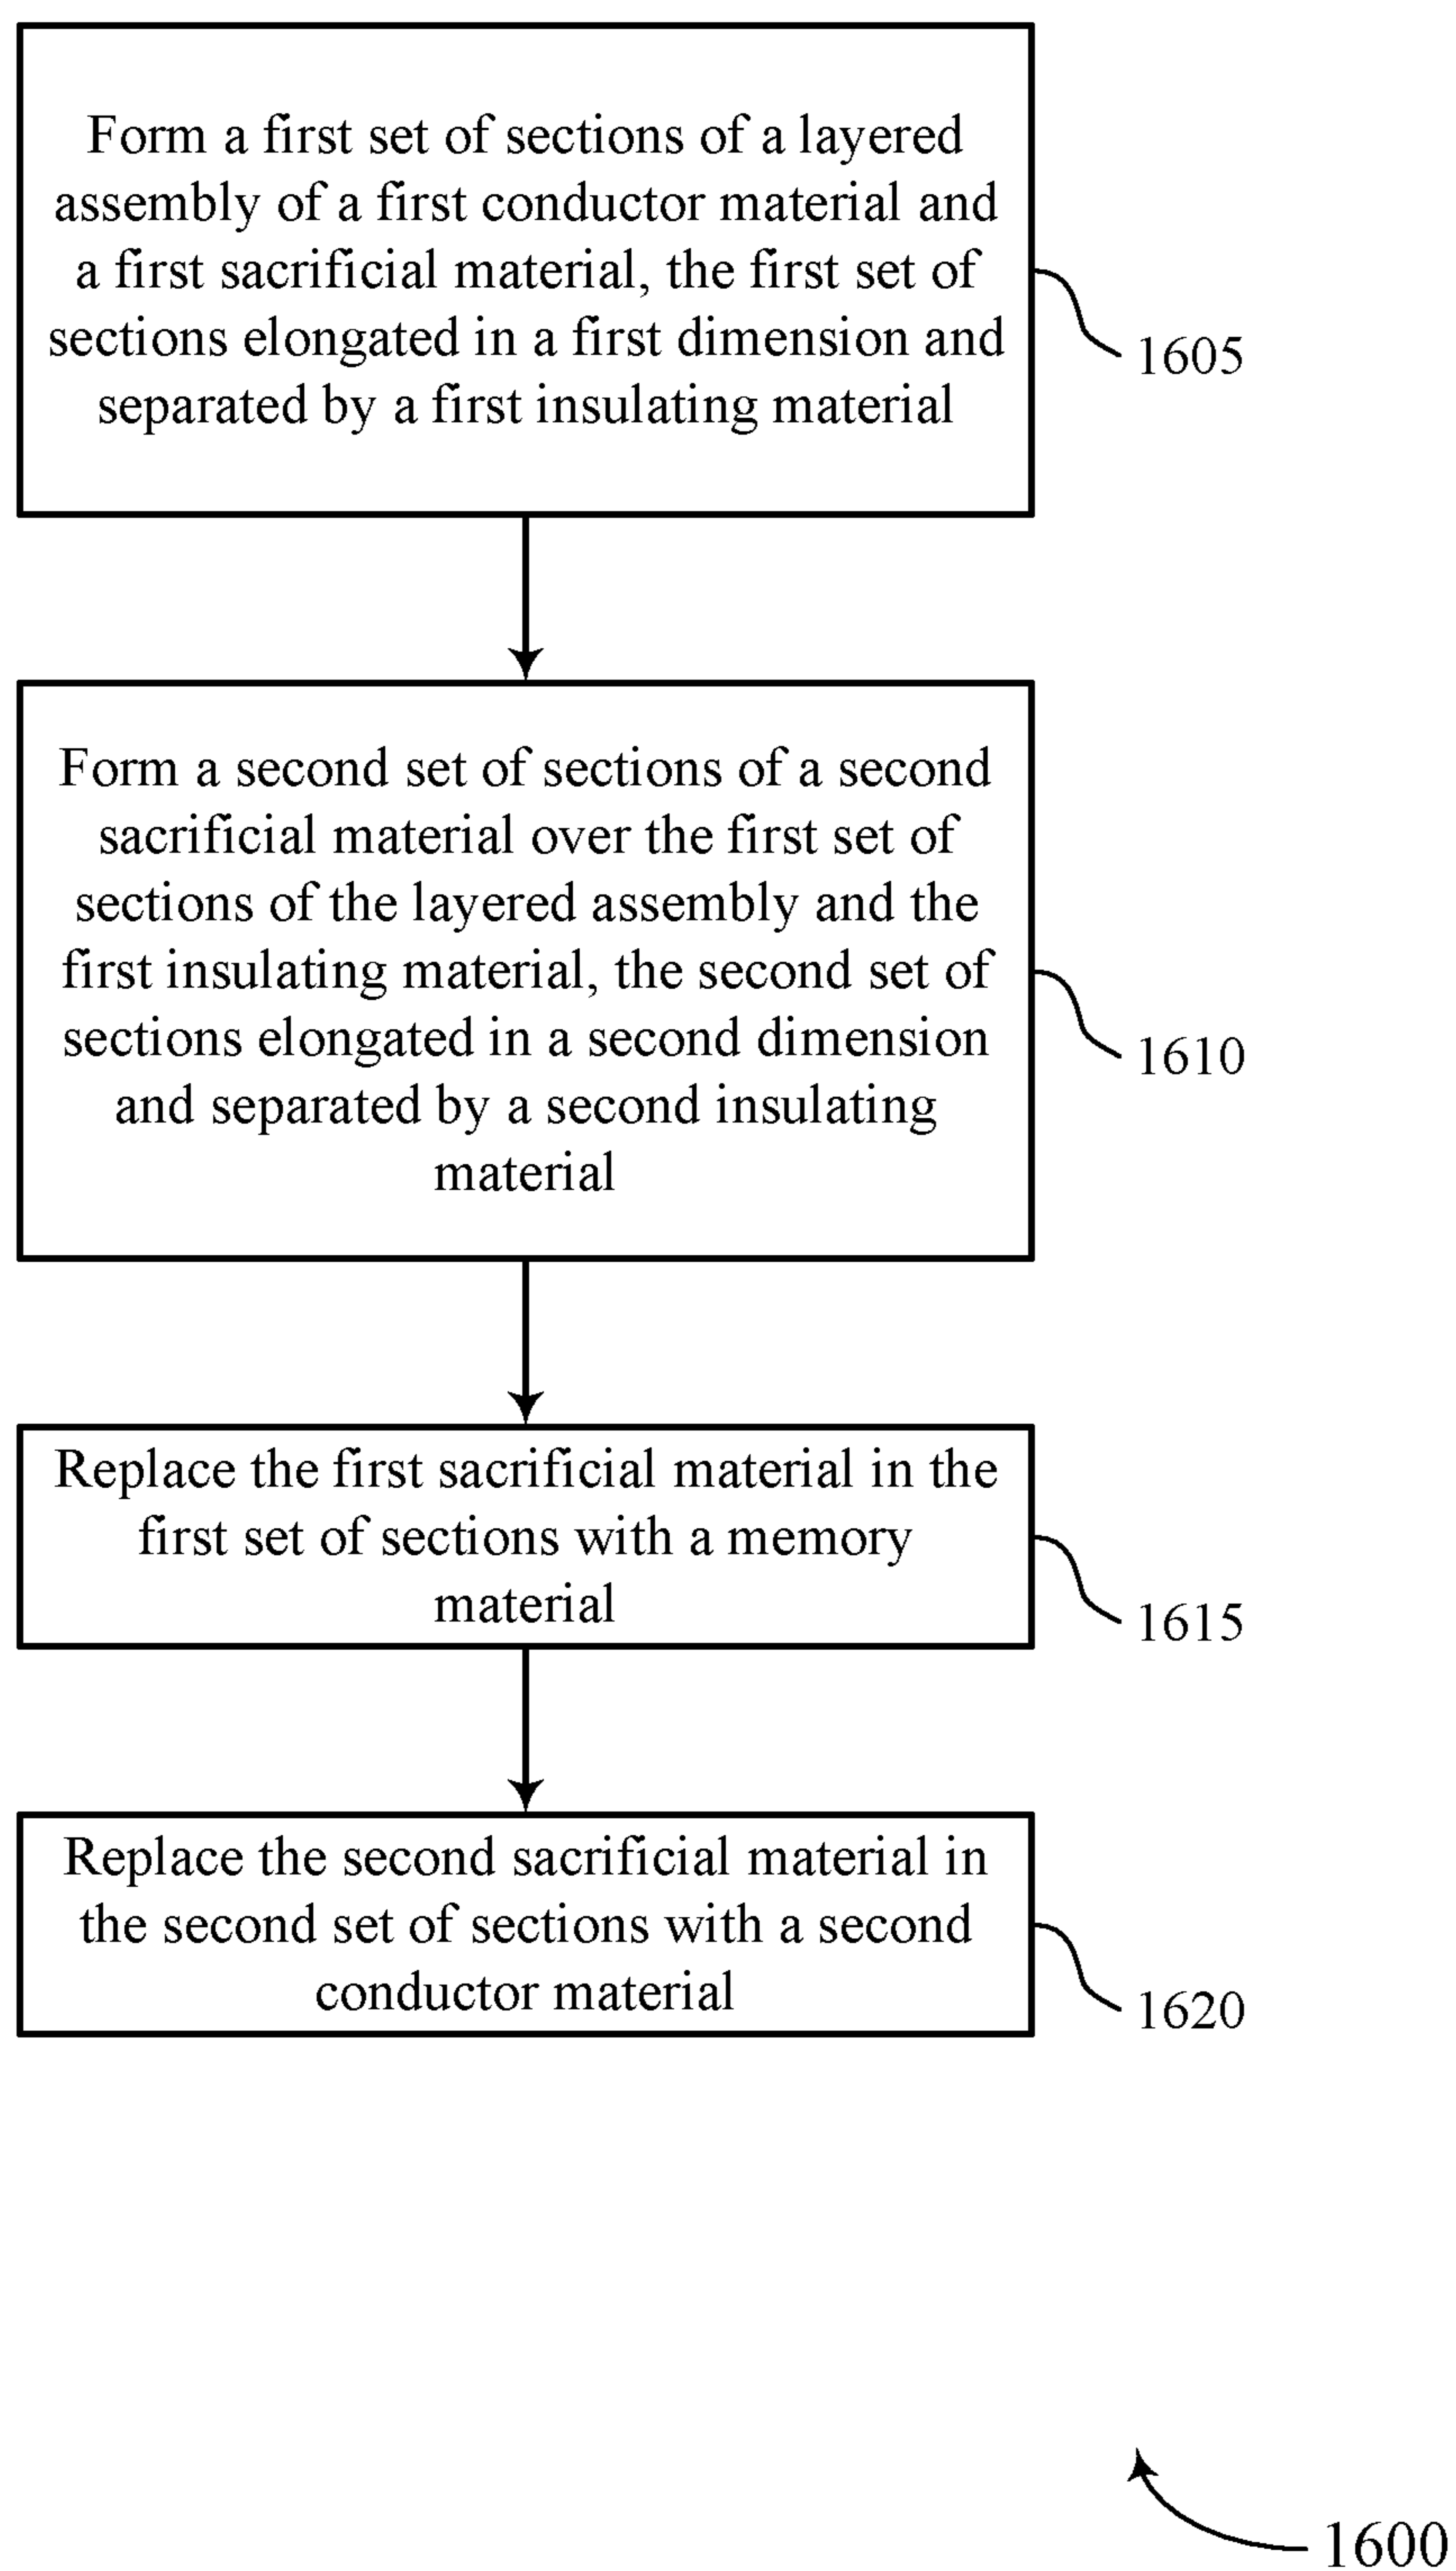 Form a first set of sections of a layered
assembly of a first conductor material and
a first sacrificial material, the first set of
sections elongated in a first dimension and
separated by a first insulating material
1605
Form a second set of sections of a second
sacrificial material over the first set of
sections of the layered assembly and the
first insulating material, the second set of
sections elongated in a second dimension
and separated by a second insulating
material
1610
Replace the first sacrificial material in the
first set of sections with a memory
material
1615
Replace the second sacrificial material in
the second set of sections with a second
conductor material
1620
1600